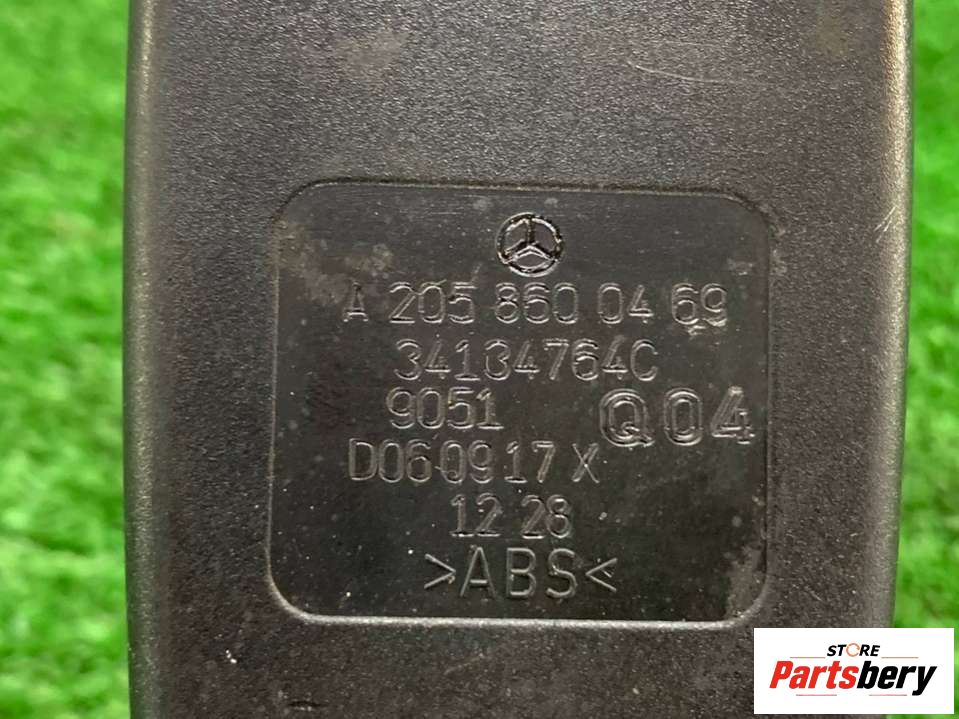 A 205 860 04 69
34134764C
9051 Q04
D060917 X
12 28
>ABS<
STORE
Partsbery